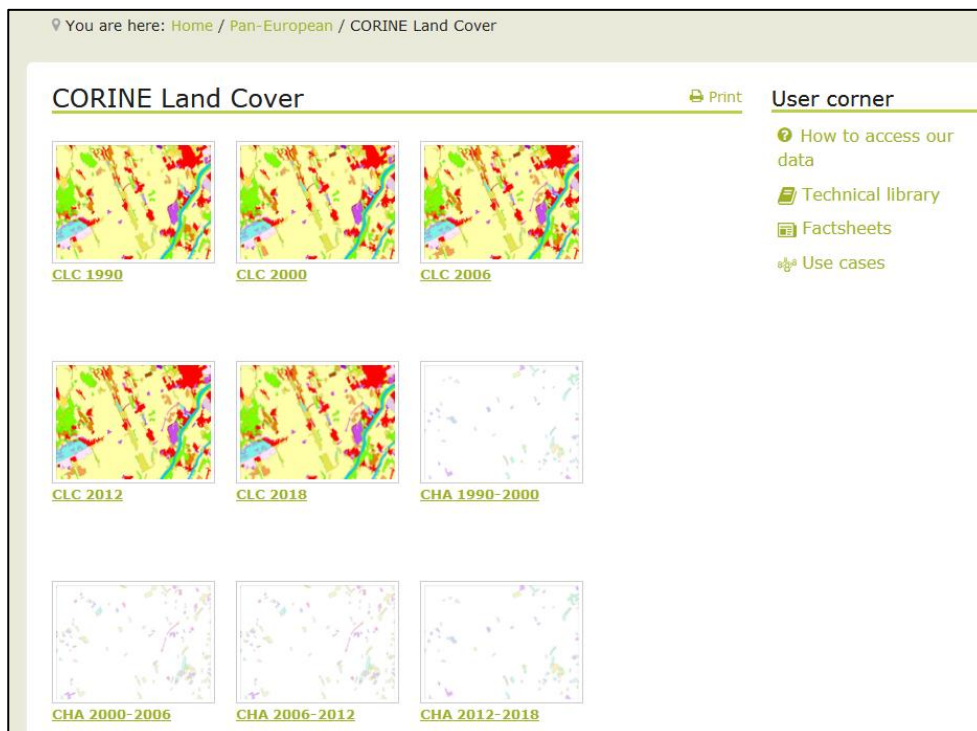 You are here: Home / Pan-European / CORINE Land Cover
CORINE Land Cover
Print
CLC 1990
CLC 2000
CLC 2006
CLC 2012
CLC 2018
CHA 1990-2000
CHA 2000-2006
CHA 2006-2012
CHA 2012-2018
User corner
How to access our
data
Technical library
Factsheets
Use cases